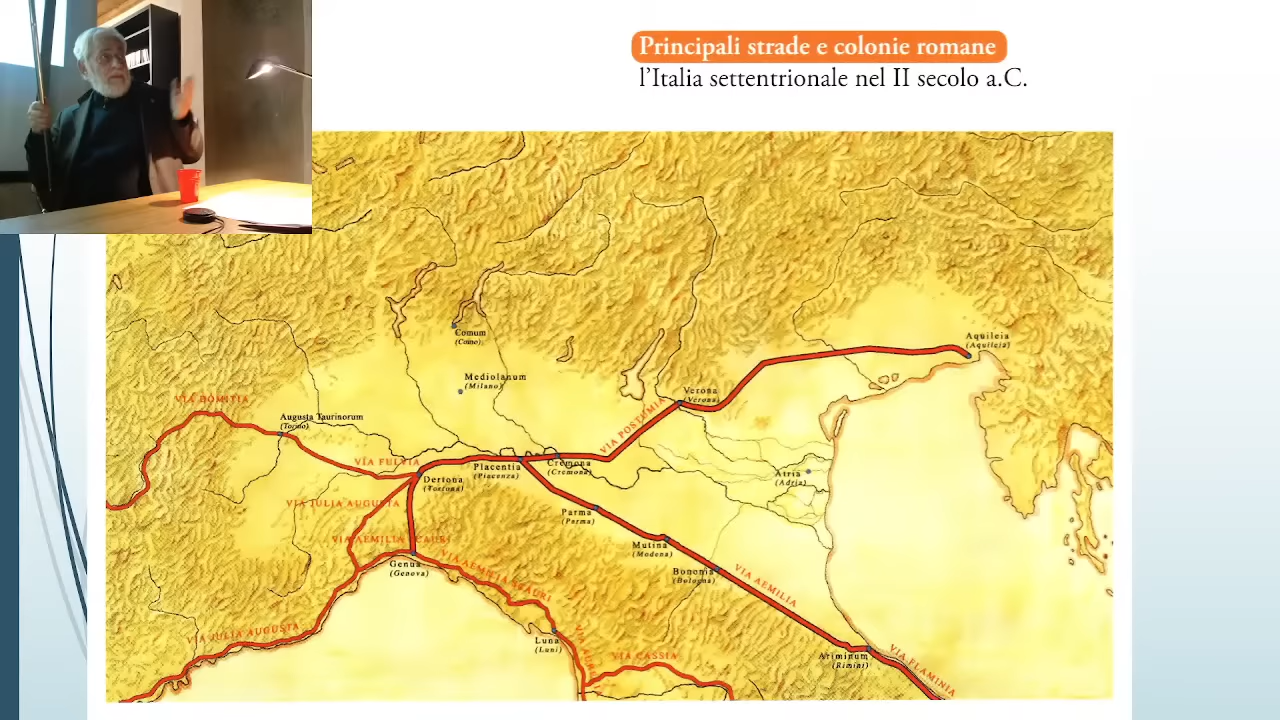 Principali strade e colonie romane
l'Italia settentrionale nel II secolo a.C.
Comum
(Como)
Mediolanum
(Milano)
Aquileia
(Aquileia)
Verona
(Verona)
VIA DOMITIA
Augusta Taurinorum
(Torino)
VIA POSTUMIA
VIA FULVIA
Placentia
(Piacenza)
Cremona
(Cremona)
Dertona
(Tortona)
Atria
(Adria)
VIA JULIA AUGUSTA
Parma
(Parma)
VIA AEMILIA SCAURI
Mutina
(Modena)
Genua
(Genova)
VIA AEMILIA SCAURI
Bononia
(Bologna)
VIA AEMILIA
VIA JULIA AUGUSTA
Luna
(Luni)
VIA CASSIA
Ariminum
(Rimini)
VIA FLAMINIA